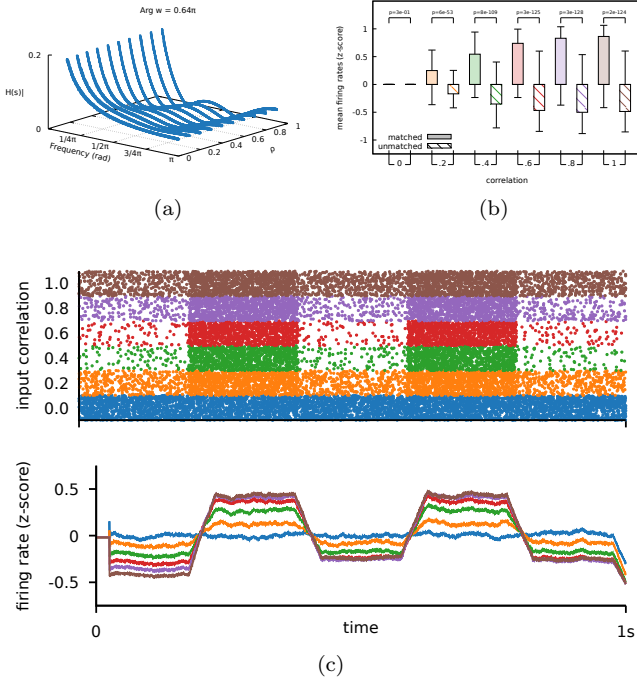 Arg w = 0.64π
0.2
H(s)|
0
1/4π
1/2π
3/4π
π
Frequency (rad)
0
0.2
0.4
0.6
0.8
1
ρ
(a)
p=3e-01 p=6e-53 p=8e-109 p=3e-125 p=3e-128 p=2e-124
mean firing rates (z-score)
1
0.5
0
-0.5
-1
matched
unmatched
0 .2 .4 .6 .8 1
correlation
(b)
input correlation
1.0
0.8
0.6
0.4
0.2
0.0
firing rate (z-score)
0.5
0
-0.5
0 time 1s
(c)